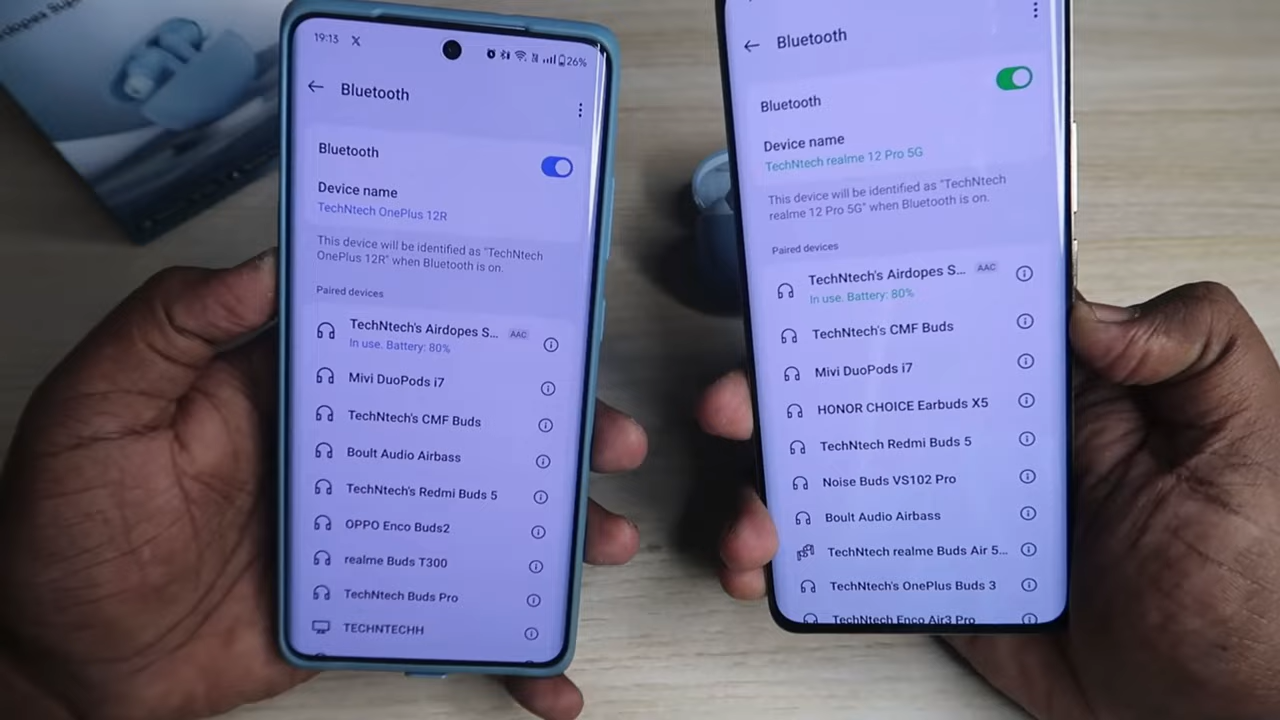 19:13
26%
Bluetooth
Bluetooth
Device name
TechNtech OnePlus 12R
This device will be identified as "TechNtech
OnePlus 12R" when Bluetooth is on.
Paired devices
TechNtech's Airdopes S... AAC
In use. Battery: 80%
Mivi DuoPods i7
TechNtech's CMF Buds
Boult Audio Airbass
TechNtech's Redmi Buds 5
OPPO Enco Buds2
realme Buds T300
TechNtech Buds Pro
TECHNTECHH
Bluetooth
Bluetooth
Device name
TechNtech realme 12 Pro 5G
This device will be identified as "TechNtech
realme 12 Pro 5G" when Bluetooth is on.
Paired devices
TechNtech's Airdopes S... AAC
In use. Battery: 80%
TechNtech's CMF Buds
Mivi DuoPods i7
HONOR CHOICE Earbuds X5
TechNtech Redmi Buds 5
Noise Buds VS102 Pro
Boult Audio Airbass
TechNtech realme Buds Air 5...
TechNtech's OnePlus Buds 3
TechNtech Enco Air3 Pro